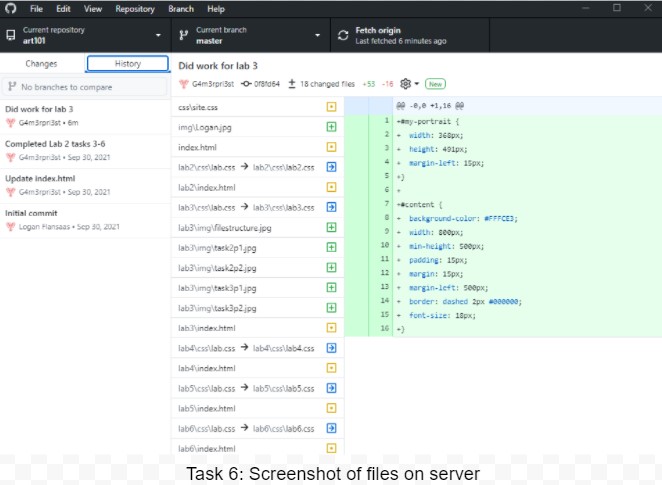 File Edit View Repository Branch Help
Current repository
art101
Current branch
master
Fetch origin
Last fetched 6 minutes ago
Changes
History
No branches to compare
Did work for lab 3
G4m3rpri3st • 6m
Completed Lab 2 tasks 3-6
G4m3rpri3st • Sep 30, 2021
Update index.html
G4m3rpri3st • Sep 30, 2021
Initial commit
Logan Flansaas • Sep 30, 2021
Did work for lab 3
G4m3rpri3st 0f8fd64 18 changed files +53 -16 New
css\site.css
img\Logan.jpg
index.html
lab2\css\lab.css → lab2\css\lab2.css
lab2\index.html
lab3\css\lab.css → lab3\css\lab3.css
lab3\img\filestructure.jpg
lab3\img\task2p1.jpg
lab3\img\task2p2.jpg
lab3\img\task3p1.jpg
lab3\img\task3p2.jpg
lab3\index.html
lab4\css\lab.css → lab4\css\lab4.css
lab4\index.html
lab5\css\lab.css → lab5\css\lab5.css
lab5\index.html
lab6\css\lab.css → lab6\css\lab6.css
lab6\index.html
@@ -0,0 +1,16 @@
1 +#my-portrait {
2 + width: 368px;
3 + height: 491px;
4 + margin-left: 15px;
5 +}
6 +
7 +#content {
8 + background-color: #FFFCE3;
9 + width: 800px;
10 + min-height: 500px;
11 + padding: 15px;
12 + margin: 15px;
13 + margin-left: 500px;
14 + border: dashed 2px #000000;
15 + font-size: 18px;
16 +}
Task 6: Screenshot of files on server